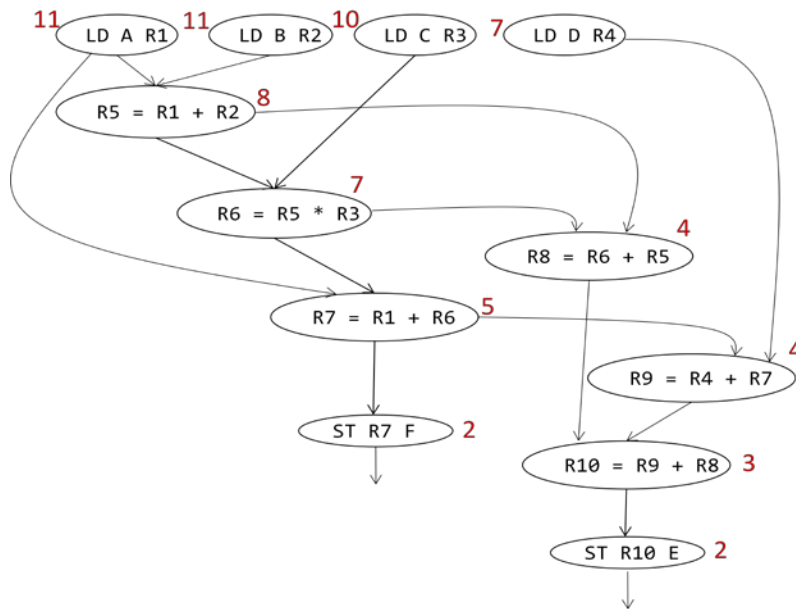 11 LD A R1 11 LD B R2 10 LD C R3 7 LD D R4
R5 = R1 + R2 8
R6 = R5 * R3 7
R8 = R6 + R5 4
R7 = R1 + R6 5
R9 = R4 + R7 4
ST R7 F 2
R10 = R9 + R8 3
ST R10 E 2